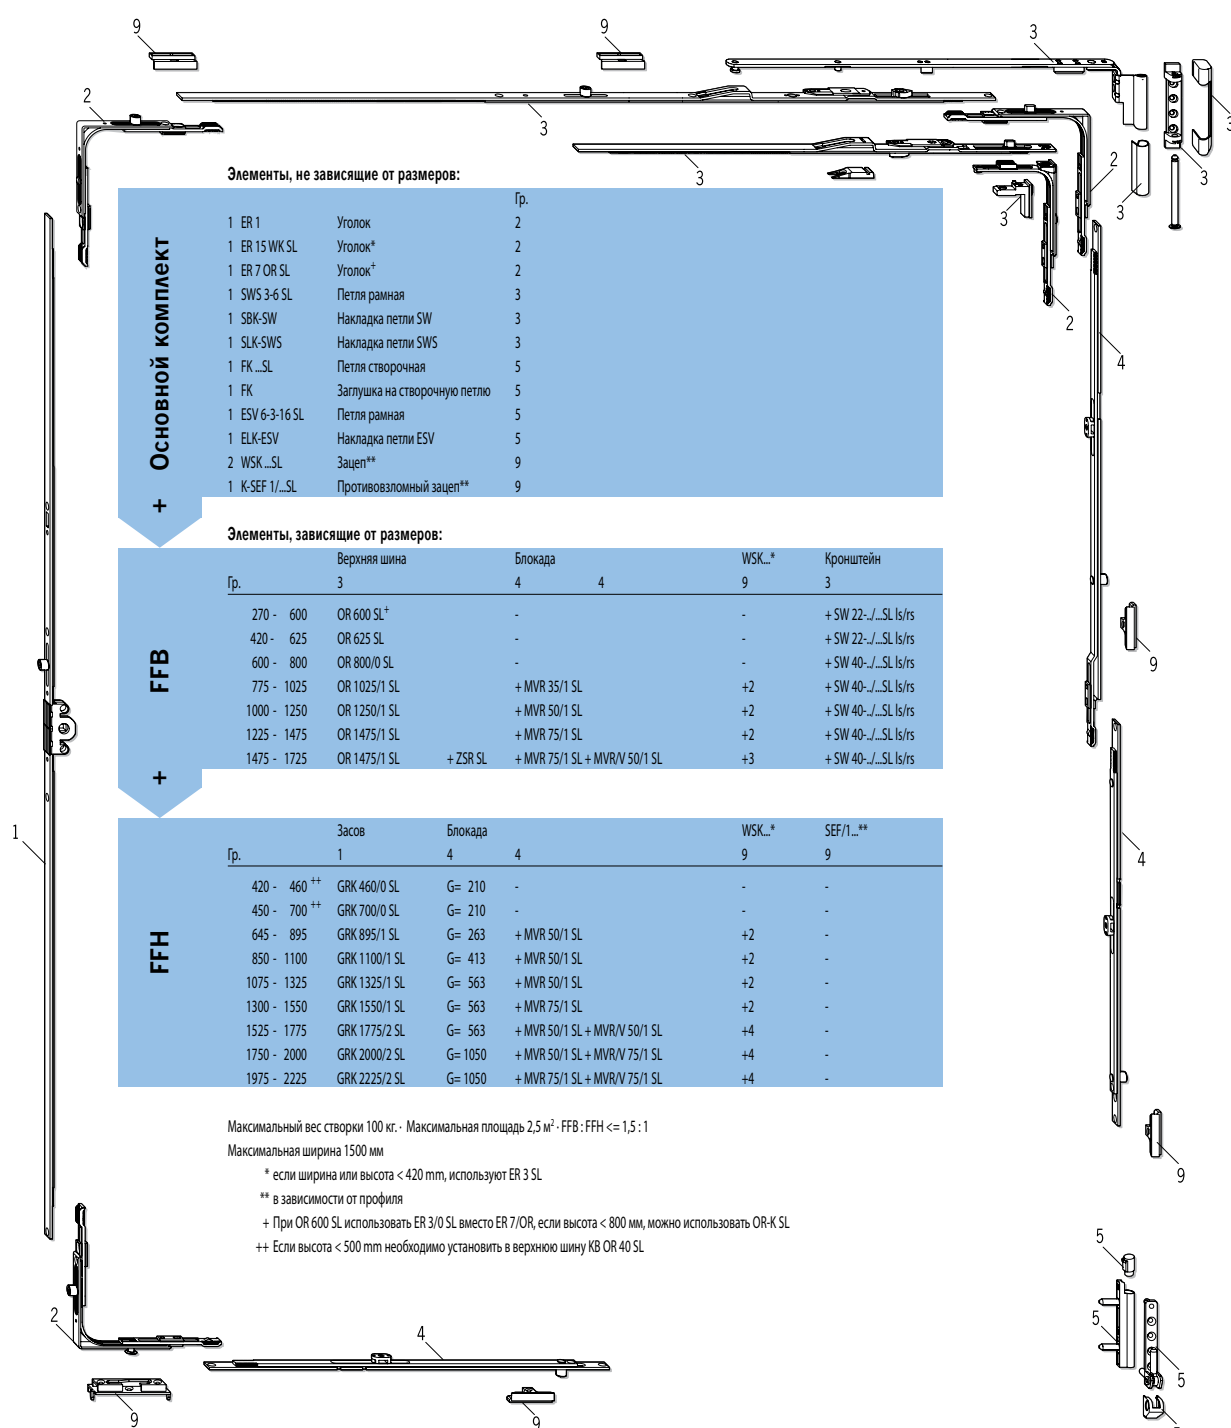 9
9
3
2
3
3
3
3
3
2
3
2
Элементы, не зависящие от размеров:
Основной комплект
+
Гр.
1 ER 1 Уголок 2
1 ER 15 WK SL Уголок* 2
1 ER 7 OR SL Уголок+ 2
1 SWS 3-6 SL Петля рамная 3
1 SBK-SW Накладка петли SW 3
1 SLK-SWS Накладка петли SWS 3
1 FK ...SL Петля створочная 5
1 FK Заглушка на створочную петлю 5
1 ESV 6-3-16 SL Петля рамная 5
1 ELK-ESV Накладка петли ESV 5
2 WSK ...SL Зацеп** 9
1 K-SEF 1/...SL Противовзломный зацеп** 9
4
Элементы, зависящие от размеров:
FFB
+
Верхняя шина Блокада WSK...* Кронштейн
Гр. 3 4 4 9 3
270 - 600 OR 600 SL+ - - + SW 22-../...SL ls/rs
420 - 625 OR 625 SL - - + SW 22-../...SL ls/rs
600 - 800 OR 800/0 SL - - + SW 40-../...SL ls/rs
775 - 1025 OR 1025/1 SL + MVR 35/1 SL +2 + SW 40-../...SL ls/rs
1000 - 1250 OR 1250/1 SL + MVR 50/1 SL +2 + SW 40-../...SL ls/rs
1225 - 1475 OR 1475/1 SL + MVR 75/1 SL +2 + SW 40-../...SL ls/rs
1475 - 1725 OR 1475/1 SL + ZSR SL + MVR 75/1 SL + MVR/V 50/1 SL +3 + SW 40-../...SL ls/rs
9
1
FFH
Засов Блокада WSK...* SEF/1...**
Гр. 1 4 4 9 9
420 - 460 ++ GRK 460/0 SL G= 210 - - -
450 - 700 ++ GRK 700/0 SL G= 210 - - -
645 - 895 GRK 895/1 SL G= 263 + MVR 50/1 SL +2 -
850 - 1100 GRK 1100/1 SL G= 413 + MVR 50/1 SL +2 -
1075 - 1325 GRK 1325/1 SL G= 563 + MVR 50/1 SL +2 -
1300 - 1550 GRK 1550/1 SL G= 563 + MVR 75/1 SL +2 -
1525 - 1775 GRK 1775/2 SL G= 563 + MVR 50/1 SL + MVR/V 50/1 SL +4 -
1750 - 2000 GRK 2000/2 SL G= 1050 + MVR 50/1 SL + MVR/V 75/1 SL +4 -
1975 - 2225 GRK 2225/2 SL G= 1050 + MVR 75/1 SL + MVR/V 75/1 SL +4 -
4
Максимальный вес створки 100 кг. · Максимальная площадь 2,5 м² · FFB : FFH <= 1,5 : 1
Максимальная ширина 1500 мм
* если ширина или высота < 420 mm, используют ER 3 SL
** в зависимости от профиля
+ При OR 600 SL использовать ER 3/0 SL вместо ER 7/OR, если высота < 800 мм, можно использовать OR-K SL
++ Если высота < 500 mm необходимо установить в верхнюю шину KB OR 40 SL
9
5
5
5
2
4
9
9